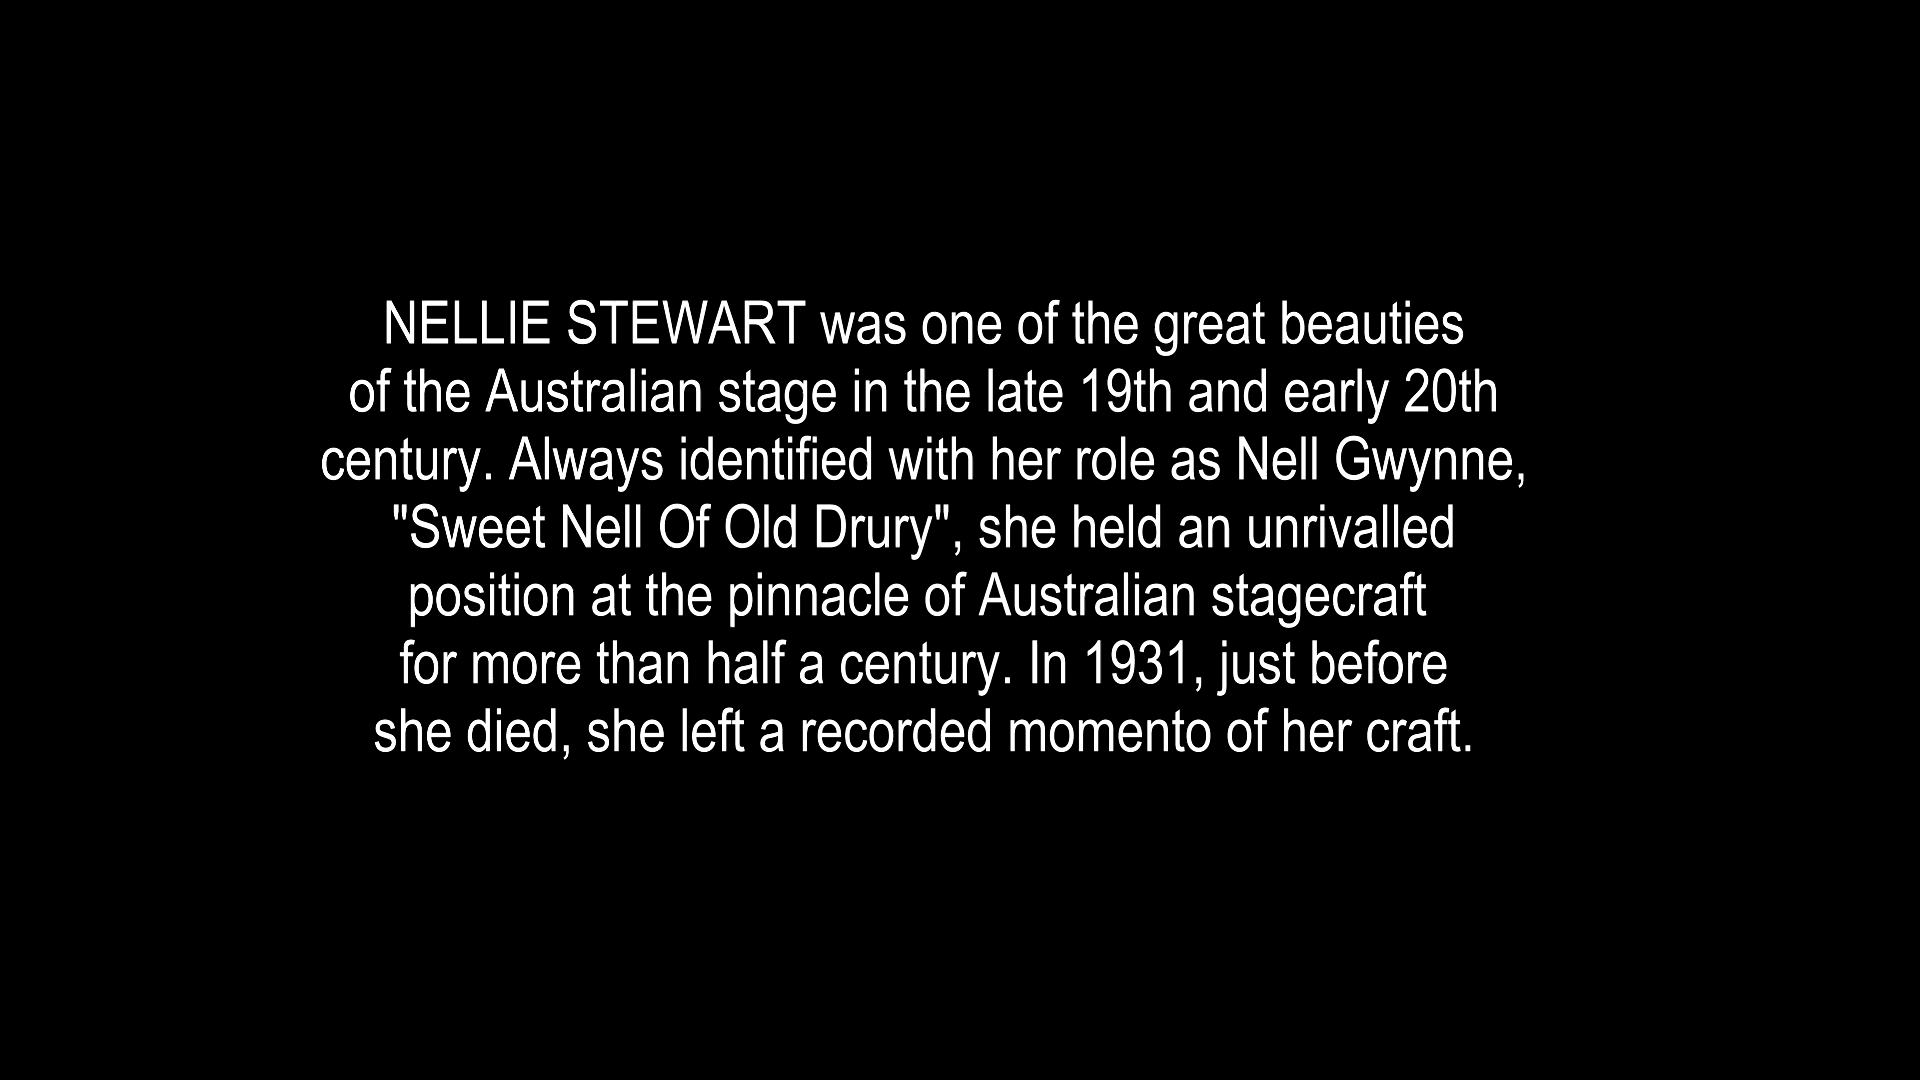 NELLIE STEWART was one of the great beauties
of the Australian stage in the late 19th and early 20th
century. Always identified with her role as Nell Gwynne,
"Sweet Nell Of Old Drury", she held an unrivalled
position at the pinnacle of Australian stagecraft
for more than half a century. In 1931, just before
she died, she left a recorded momento of her craft.